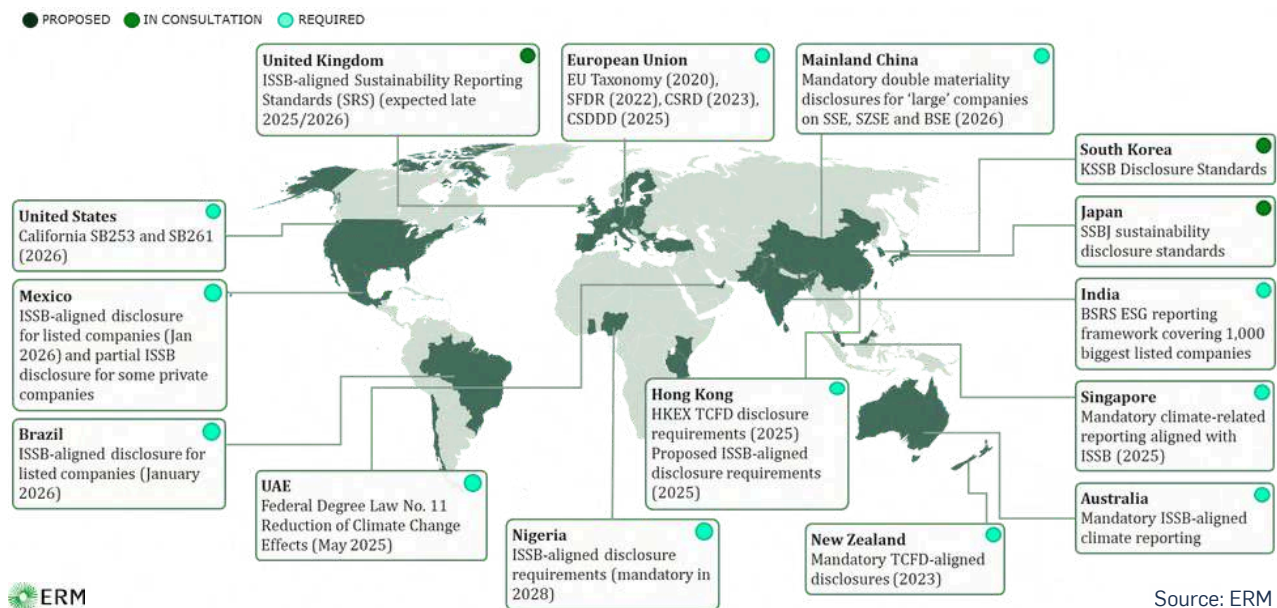 PROPOSED IN CONSULTATION REQUIRED
United Kingdom
ISSB-aligned Sustainability Reporting
Standards (SRS) (expected late
2025/2026)
European Union
EU Taxonomy (2020),
SFDR (2022), CSRD (2023),
CSDDD (2025)
Mainland China
Mandatory double materiality
disclosures for ‘large’ companies
on SSE, SZSE and BSE (2026)
South Korea
KSSB Disclosure Standards
United States
California SB253 and SB261
(2026)
Japan
SSBJ sustainability
disclosure standards
Mexico
ISSB-aligned disclosure
for listed companies (Jan
2026) and partial ISSB
disclosure for some private
companies
India
BSRS ESG reporting
framework covering 1,000
biggest listed companies
Hong Kong
HKEX TCFD disclosure
requirements (2025)
Proposed ISSB-aligned
disclosure requirements
(2025)
Singapore
Mandatory climate-related
reporting aligned with
ISSB (2025)
Brazil
ISSB-aligned disclosure for
listed companies (January
2026)
UAE
Federal Degree Law No. 11
Reduction of Climate Change
Effects (May 2025)
Nigeria
ISSB-aligned disclosure
requirements (mandatory in
2028)
New Zealand
Mandatory TCFD-aligned
disclosures (2023)
Australia
Mandatory ISSB-aligned
climate reporting
ERM
Source: ERM